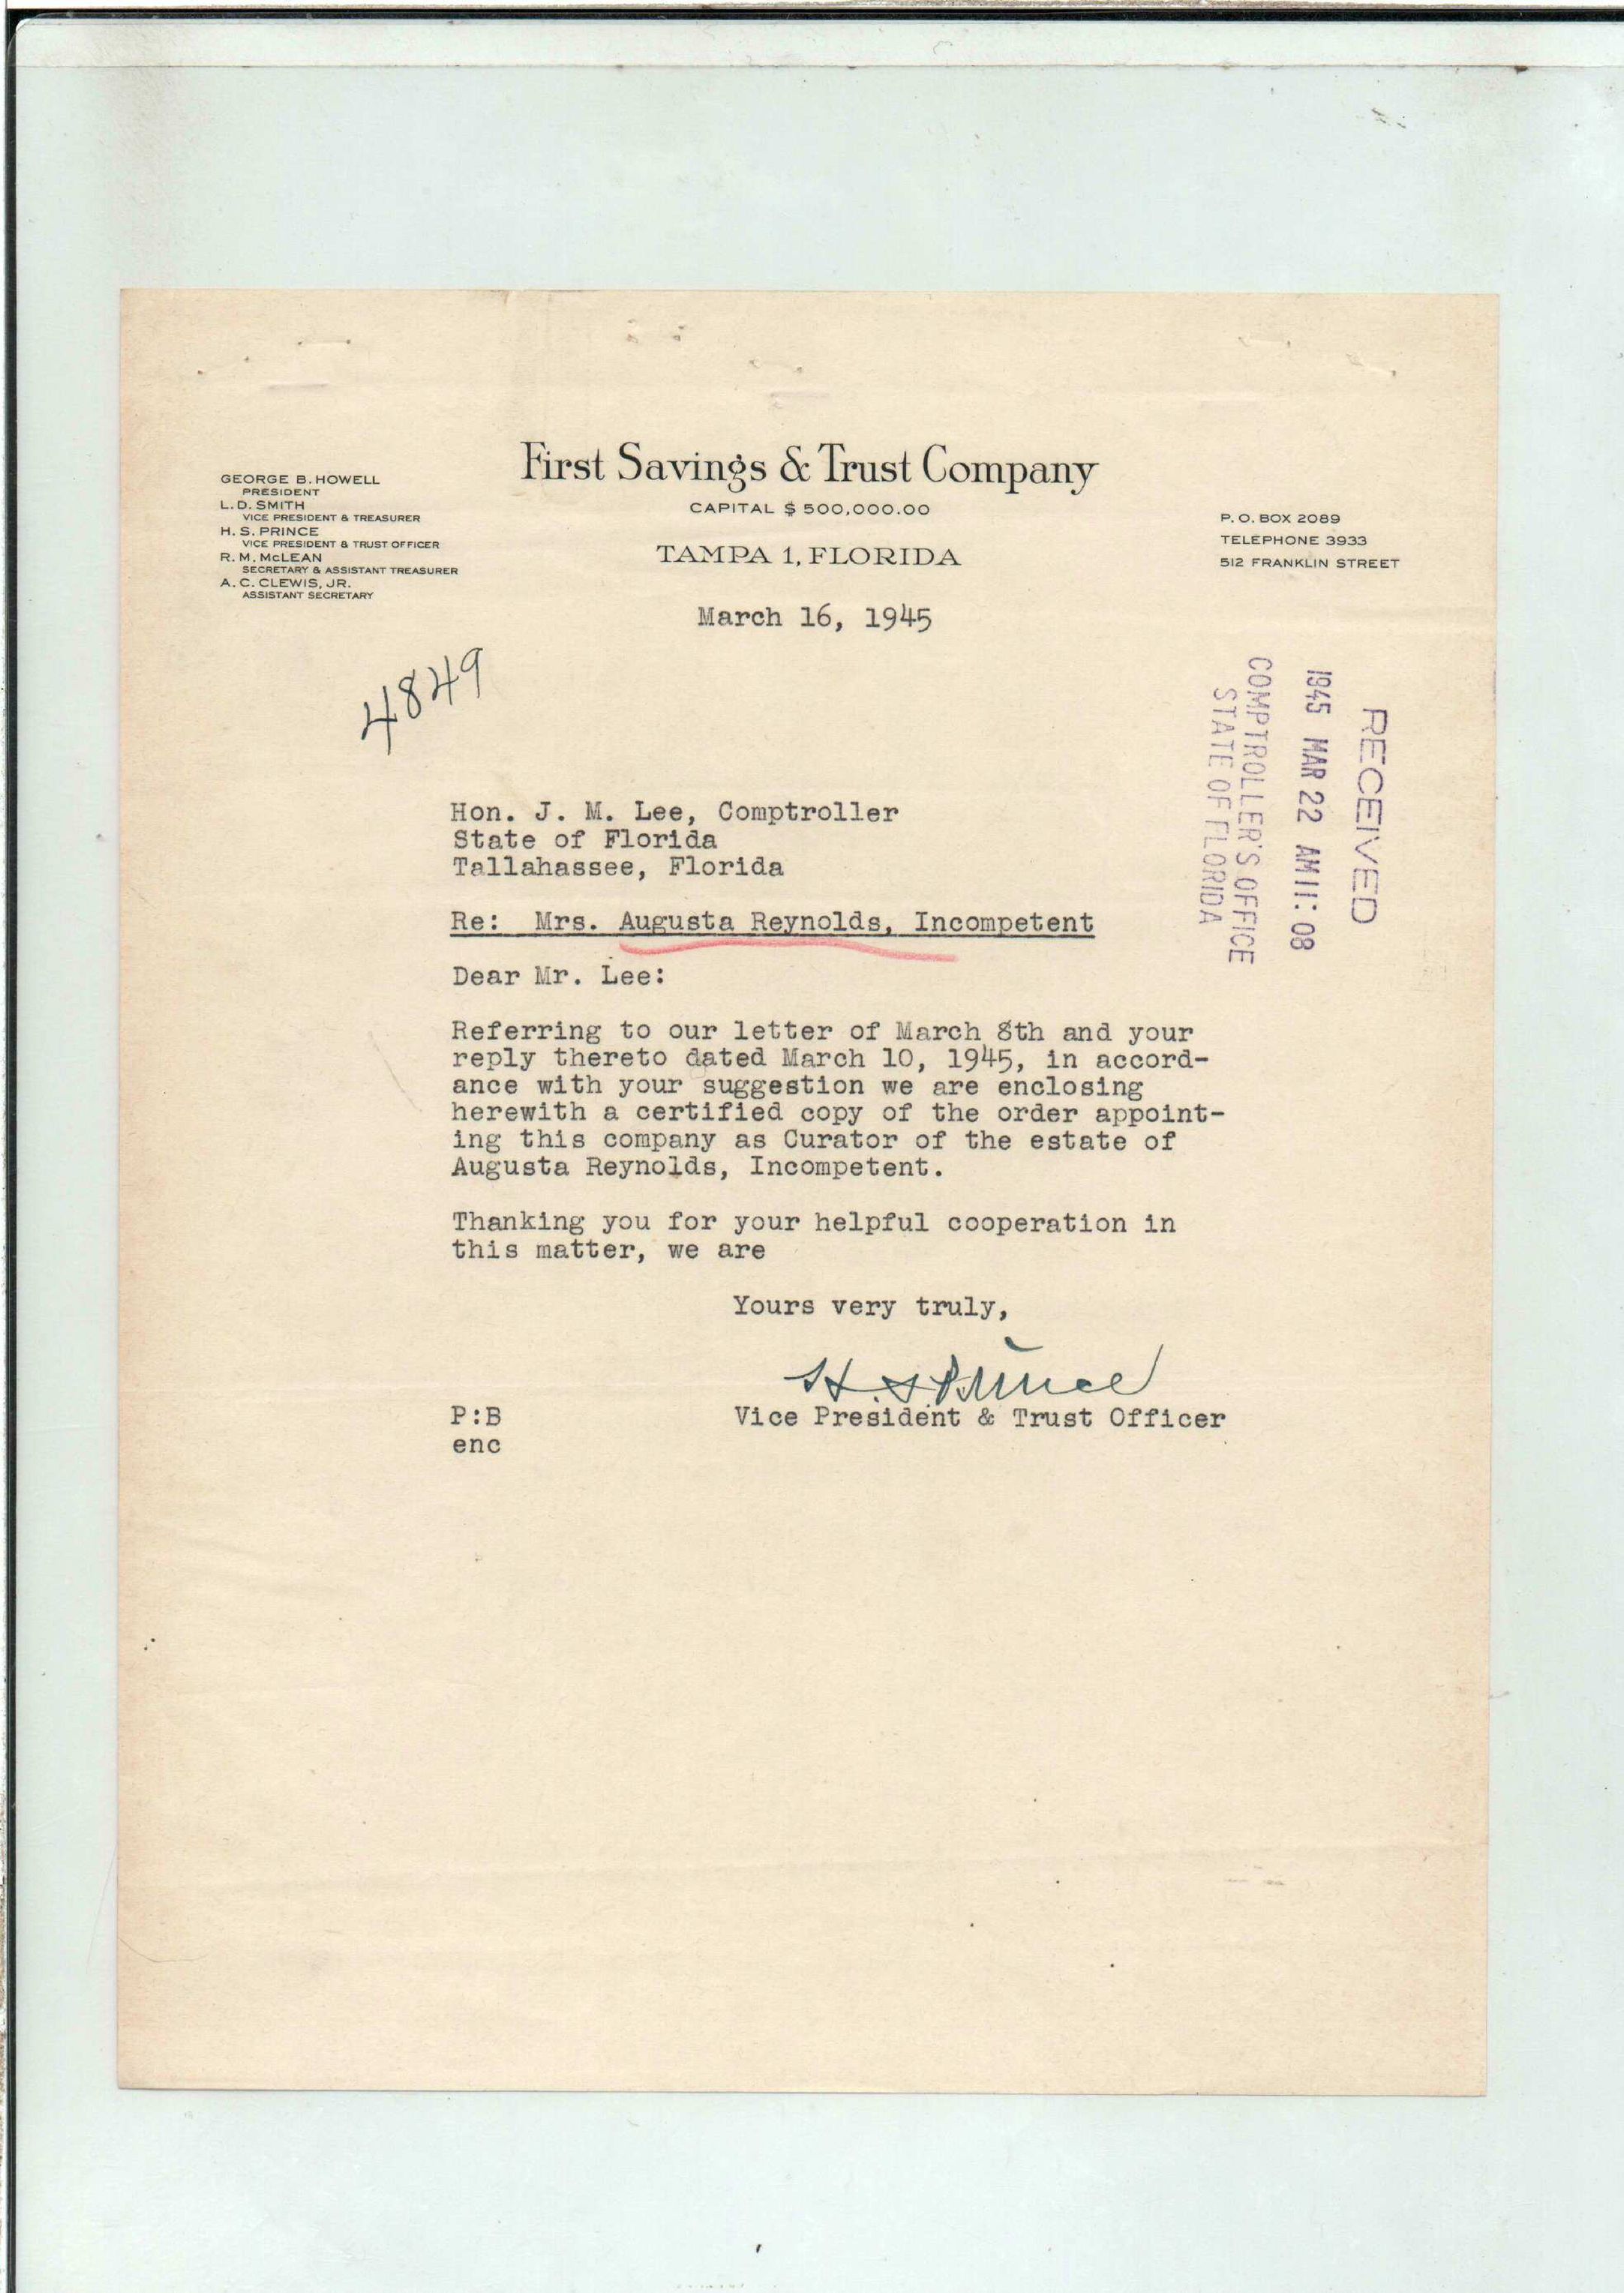 First Savings & Trust Company
CAPITAL $ 500,000.00
TAMPA 1, FLORIDA
GEORGE B. HOWELL
PRESIDENT
L. D. SMITH
VICE PRESIDENT & TREASURER
H. S. PRINCE
VICE PRESIDENT & TRUST OFFICER
R. M. McLEAN
SECRETARY & ASSISTANT TREASURER
A. C. CLEWIS, JR.
ASSISTANT SECRETARY
P. O. BOX 2089
TELEPHONE 3933
512 FRANKLIN STREET
March 16, 1945
4849
RECEIVED
1945 MAR 22 AM 11:08
COMPTROLLER'S OFFICE
STATE OF FLORIDA
Hon. J. M. Lee, Comptroller
State of Florida
Tallahassee, Florida
Re: Mrs. Augusta Reynolds, Incompetent
Dear Mr. Lee:
Referring to our letter of March 8th and your
reply thereto dated March 10, 1945, in accord-
ance with your suggestion we are enclosing
herewith a certified copy of the order appoint-
ing this company as Curator of the estate of
Augusta Reynolds, Incompetent.
Thanking you for your helpful cooperation in
this matter, we are
Yours very truly,
H. S. Prince
Vice President & Trust Officer
P:B
enc